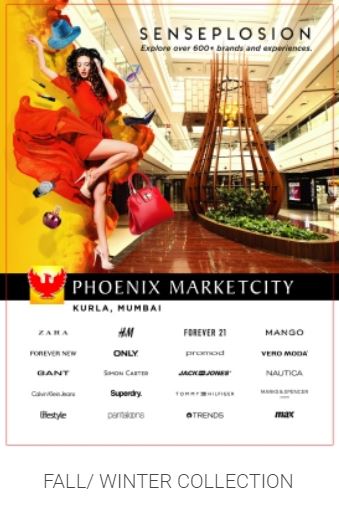 SENSEPLOSION
Explore over 600+ brands and experiences.
PHOENIX MARKETCITY
KURLA, MUMBAI
ZARA H&M FOREVER 21 MANGO
FOREVER NEW ONLY promod VERO MODA
GANT SIMON CARTER JACK & JONES NAUTICA
Calvin Klein Jeans Superdry. TOMMY HILFIGER MARKS & SPENCER
lifestyle pantaloons TRENDS max
FALL/ WINTER COLLECTION